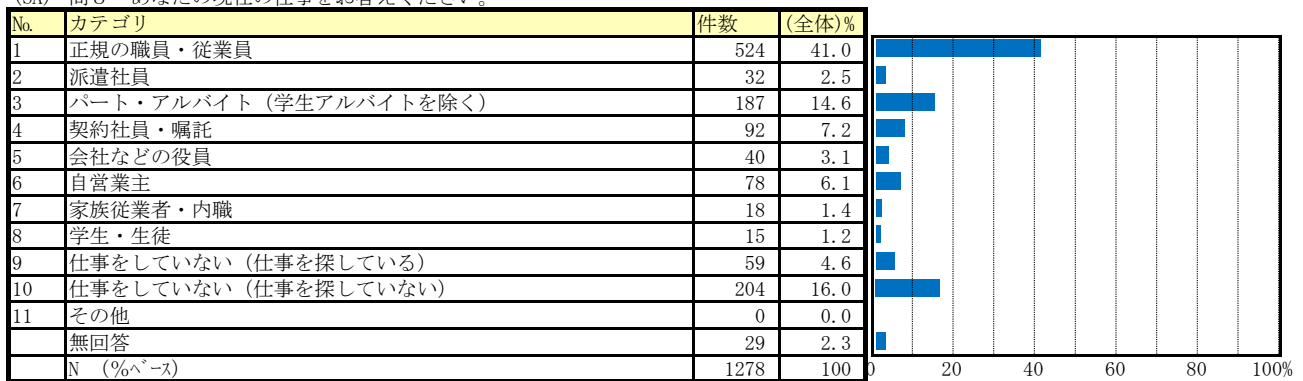 No. カテゴリ 件数 (全体)%
1 正規の職員・従業員 524 41.0
2 派遣社員 32 2.5
3 パート・アルバイト（学生アルバイトを除く） 187 14.6
4 契約社員・嘱託 92 7.2
5 会社などの役員 40 3.1
6 自営業主 78 6.1
7 家族従業者・内職 18 1.4
8 学生・生徒 15 1.2
9 仕事をしていない（仕事を探している） 59 4.6
10 仕事をしていない（仕事を探していない） 204 16.0
11 その他 0 0.0
無回答 29 2.3
N （%ﾍﾞｰｽ） 1278 100
0 20 40 60 80 100%